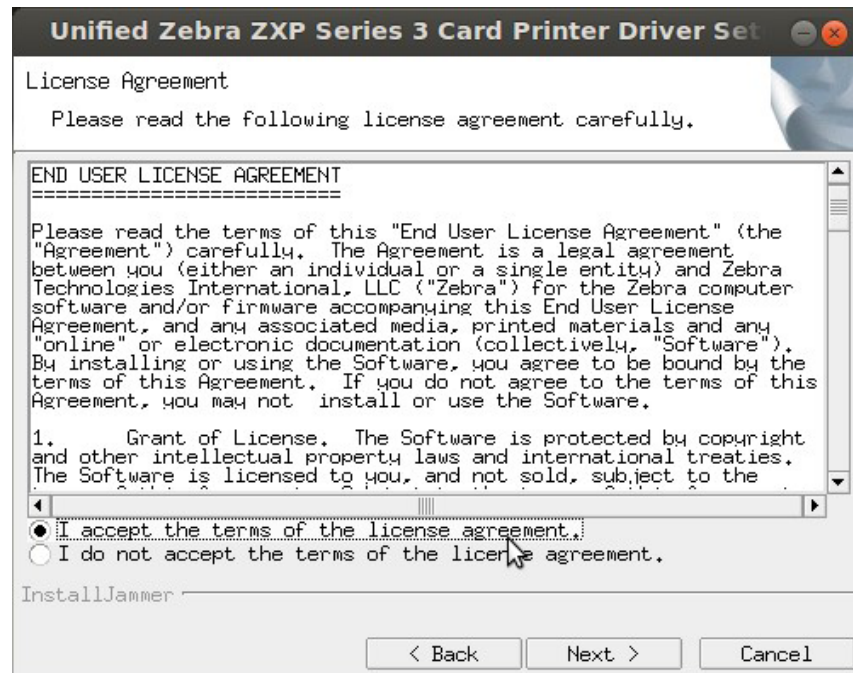 Unified Zebra ZXP Series 3 Card Printer Driver Set
License Agreement
Please read the following license agreement carefully.
END USER LICENSE AGREEMENT
===========================
Please read the terms of this "End User License Agreement" (the
"Agreement") carefully.  The Agreement is a legal agreement
between you (either an individual or a single entity) and Zebra
Technologies International, LLC ("Zebra") for the Zebra computer
software and/or firmware accompanying this End User License
Agreement, and any associated media, printed materials and any
"online" or electronic documentation (collectively, "Software").
By installing or using the Software, you agree to be bound by the
terms of this Agreement.  If you do not agree to the terms of this
Agreement, you may not  install or use the Software.
1.      Grant of License.  The Software is protected by copyright
and other intellectual property laws and international treaties.
The Software is licensed to you, and not sold, subject to the
I accept the terms of the license agreement.
I do not accept the terms of the license agreement.
InstallJammer
< Back
Next >
Cancel